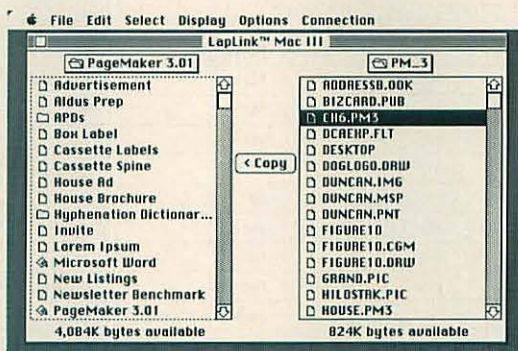 File Edit Select Display Options Connection
LapLink™ Mac III
PageMaker 3.01
Advertisement
Aldus Prep
APDs
Box Label
Cassette Labels
Cassette Spine
House Ad
House Brochure
Hyphenation Dictionar...
Invite
Lorem Ipsum
Microsoft Word
New Listings
Newsletter Benchmark
PageMaker 3.01
4,084K bytes available
< Copy
PM_3
ADDRESSB.OOK
BIZCARD.PUB
CH6.PM3
DCAEXP.FLT
DESKTOP
DOGLOGO.DRW
DUNCAN.IMG
DUNCAN.MSP
DUNCAN.PNT
FIGURE10
FIGURE10.CGM
FIGURE10.DRW
GRAND.PIC
HILOSTAK.PIC
HOUSE.PM3
824K bytes available